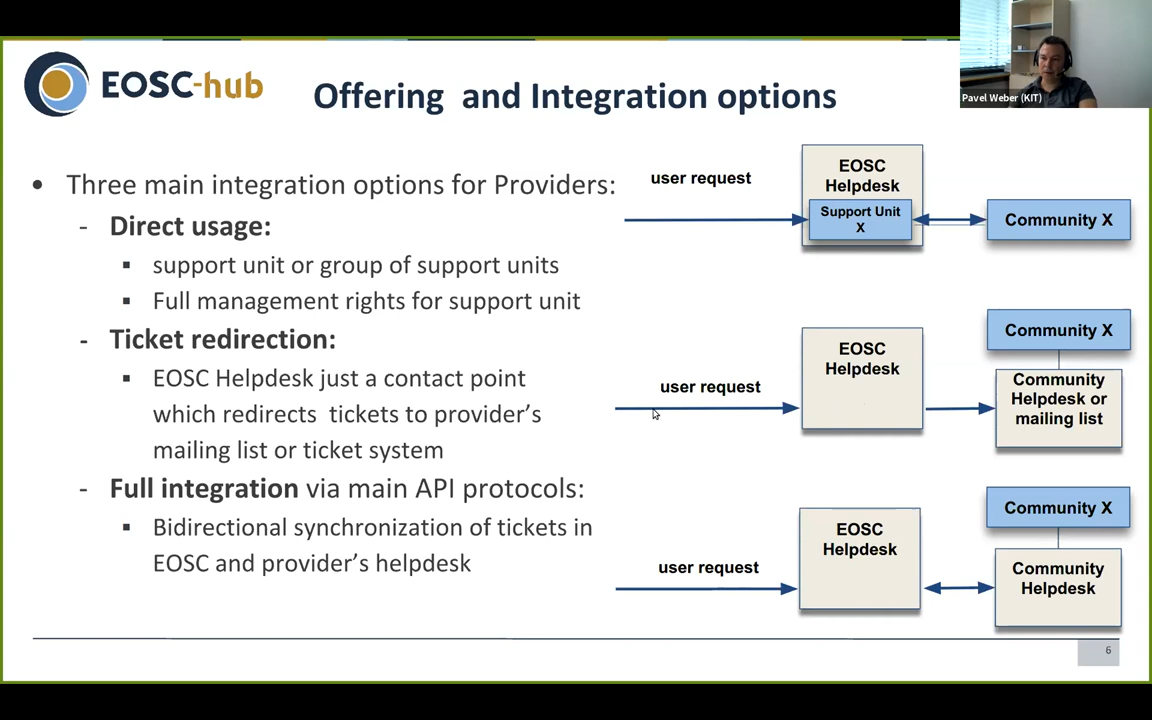 EOSC-hub
Offering and Integration options
Pavel Weber (KIT)
• Three main integration options for Providers:
- Direct usage:
▪ support unit or group of support units
▪ Full management rights for support unit
- Ticket redirection:
▪ EOSC Helpdesk just a contact point
which redirects tickets to provider's
mailing list or ticket system
- Full integration via main API protocols:
▪ Bidirectional synchronization of tickets in
EOSC and provider's helpdesk
user request
EOSC
Helpdesk
Support Unit
X
Community X
user request
EOSC
Helpdesk
Community X
Community
Helpdesk or
mailing list
user request
EOSC
Helpdesk
Community X
Community
Helpdesk
6